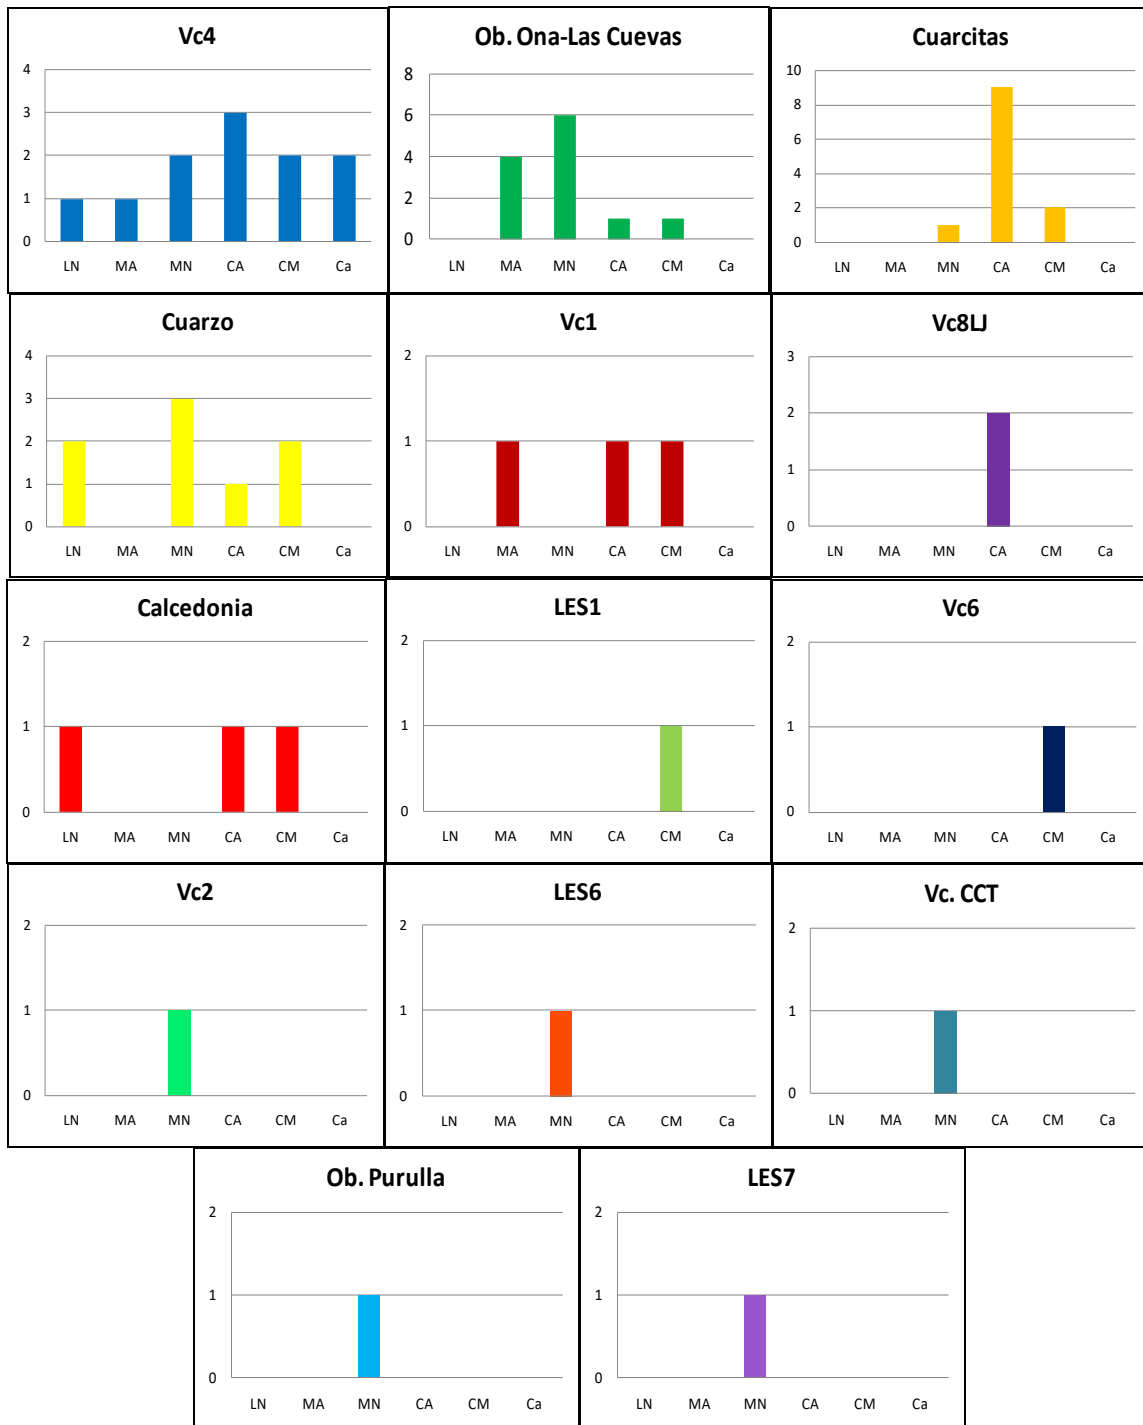 Vc4
4
3
2
1
0
LN MA MN CA CM Ca
Ob. Ona-Las Cuevas
8
6
4
2
0
LN MA MN CA CM Ca
Cuarcitas
10
8
6
4
2
0
LN MA MN CA CM Ca
Cuarzo
4
3
2
1
0
LN MA MN CA CM Ca
Vc1
2
1
0
LN MA MN CA CM Ca
Vc8LJ
3
2
1
0
LN MA MN CA CM Ca
Calcedonia
2
1
0
LN MA MN CA CM Ca
LES1
2
1
0
LN MA MN CA CM Ca
Vc6
2
1
0
LN MA MN CA CM Ca
Vc2
2
1
0
LN MA MN CA CM Ca
LES6
2
1
0
LN MA MN CA CM Ca
Vc. CCT
2
1
0
LN MA MN CA CM Ca
Ob. Purulla
2
1
0
LN MA MN CA CM Ca
LES7
2
1
0
LN MA MN CA CM Ca